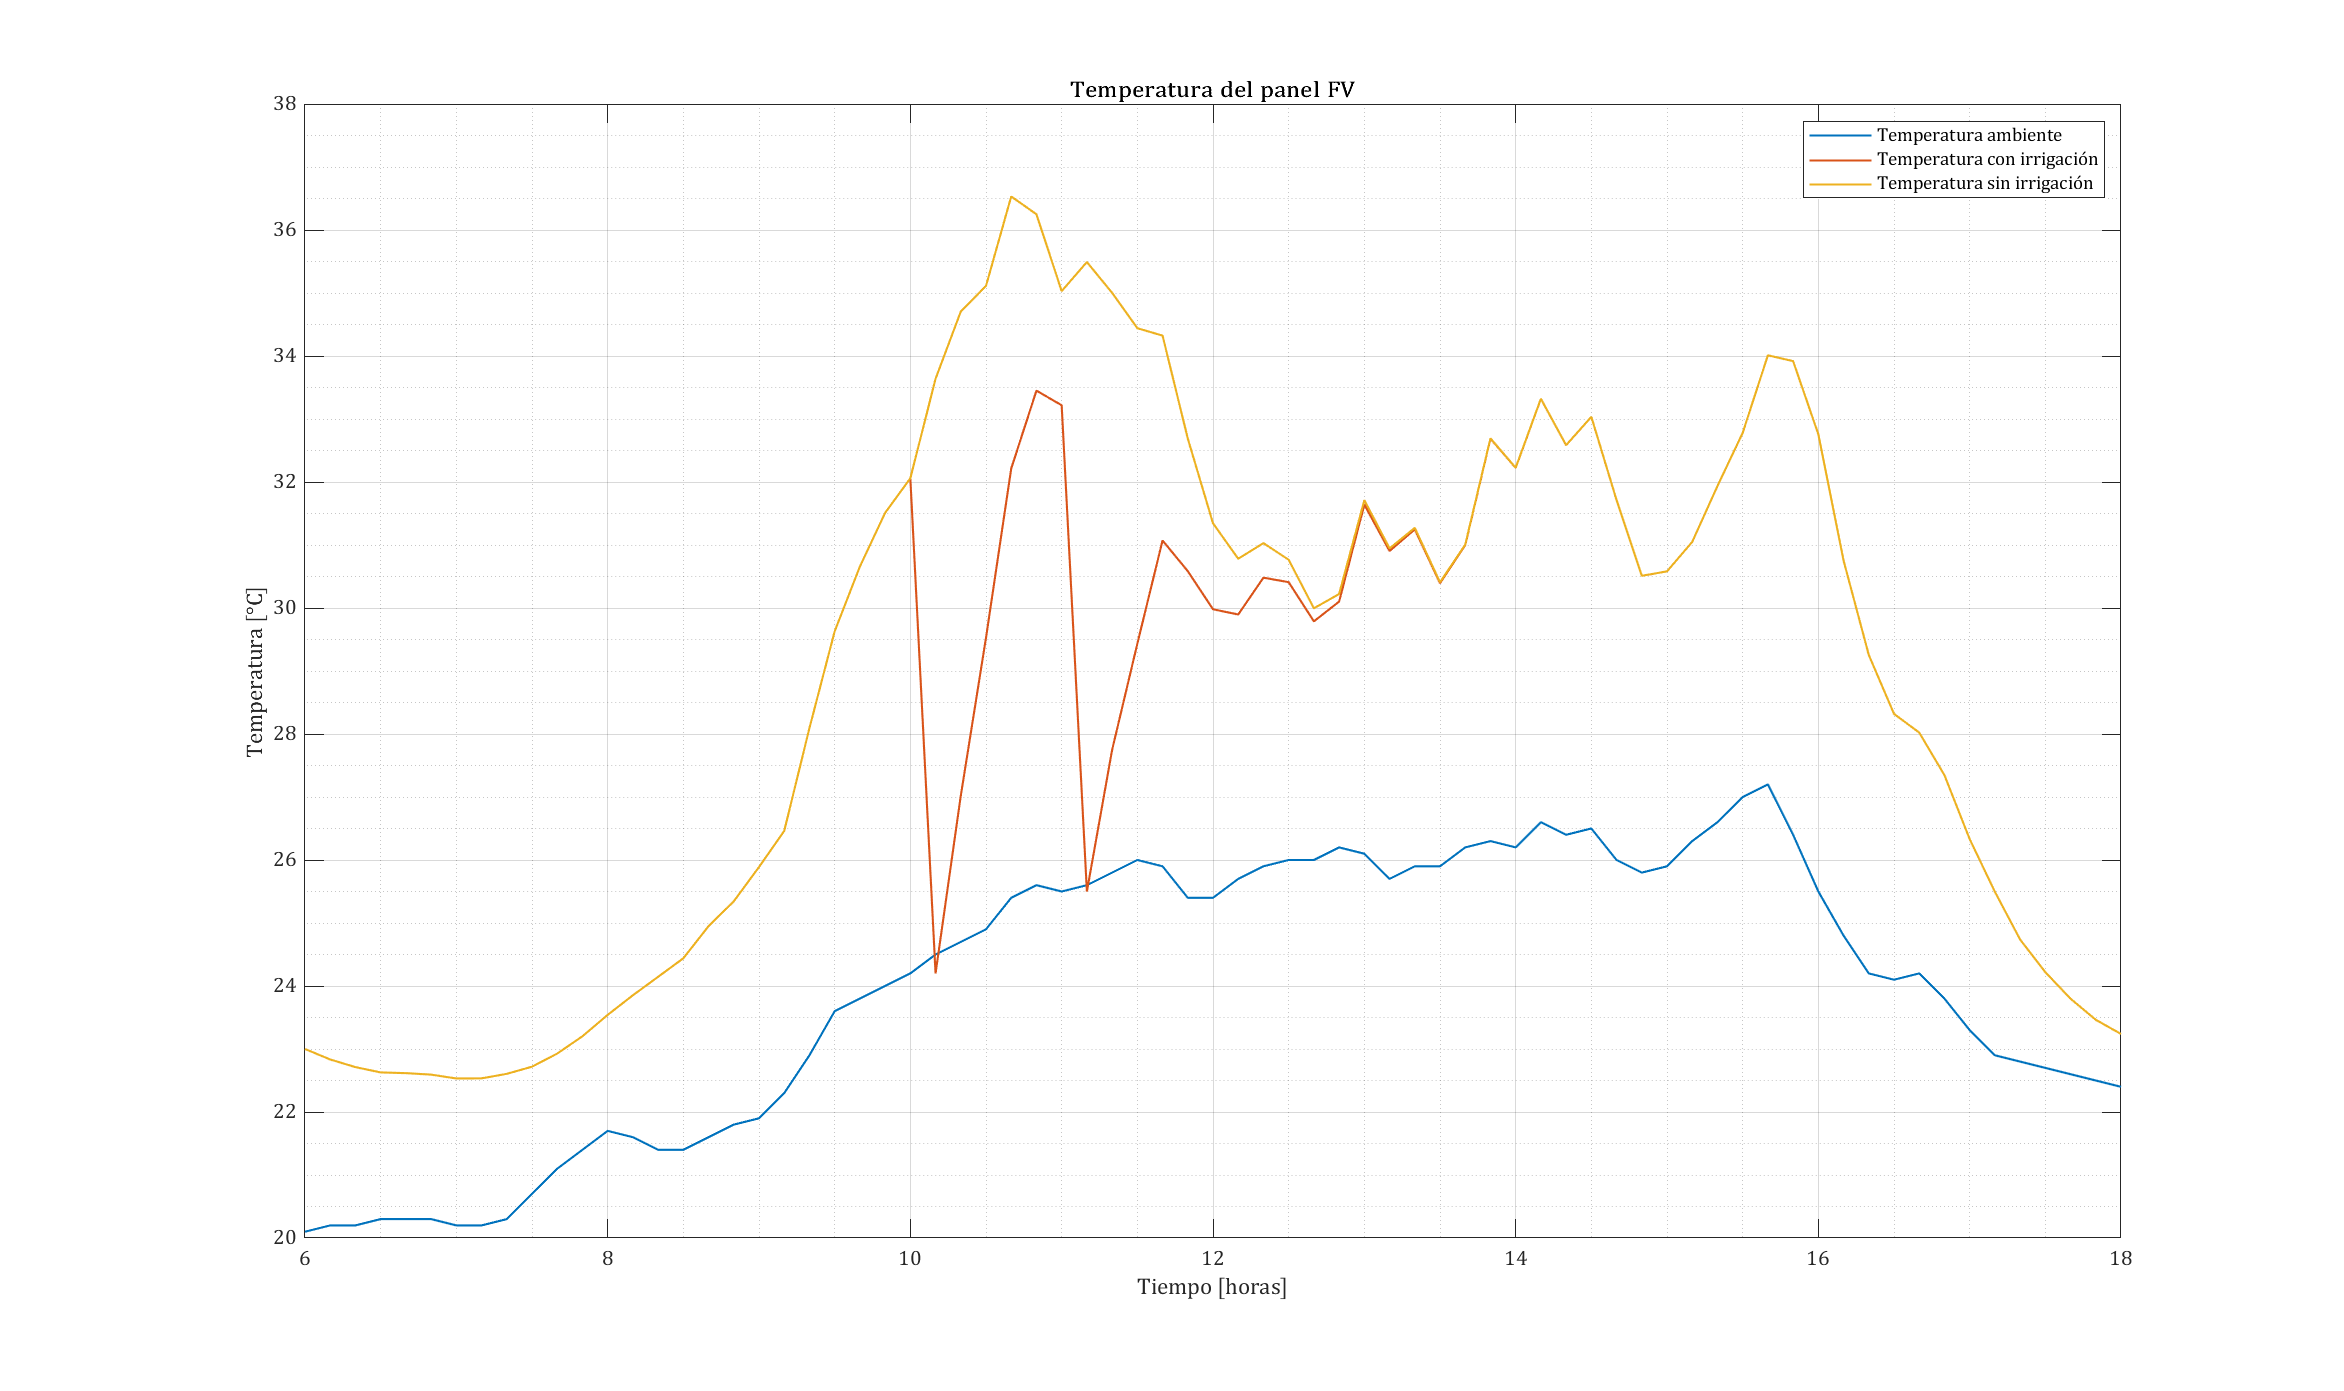 Temperatura del panel FV
38
36
34
32
30
28
26
24
22
20
Temperatura [°C]
Temperatura ambiente
Temperatura con irrigación
Temperatura sin irrigación
6 8 10 12 14 16 18
Tiempo [horas]